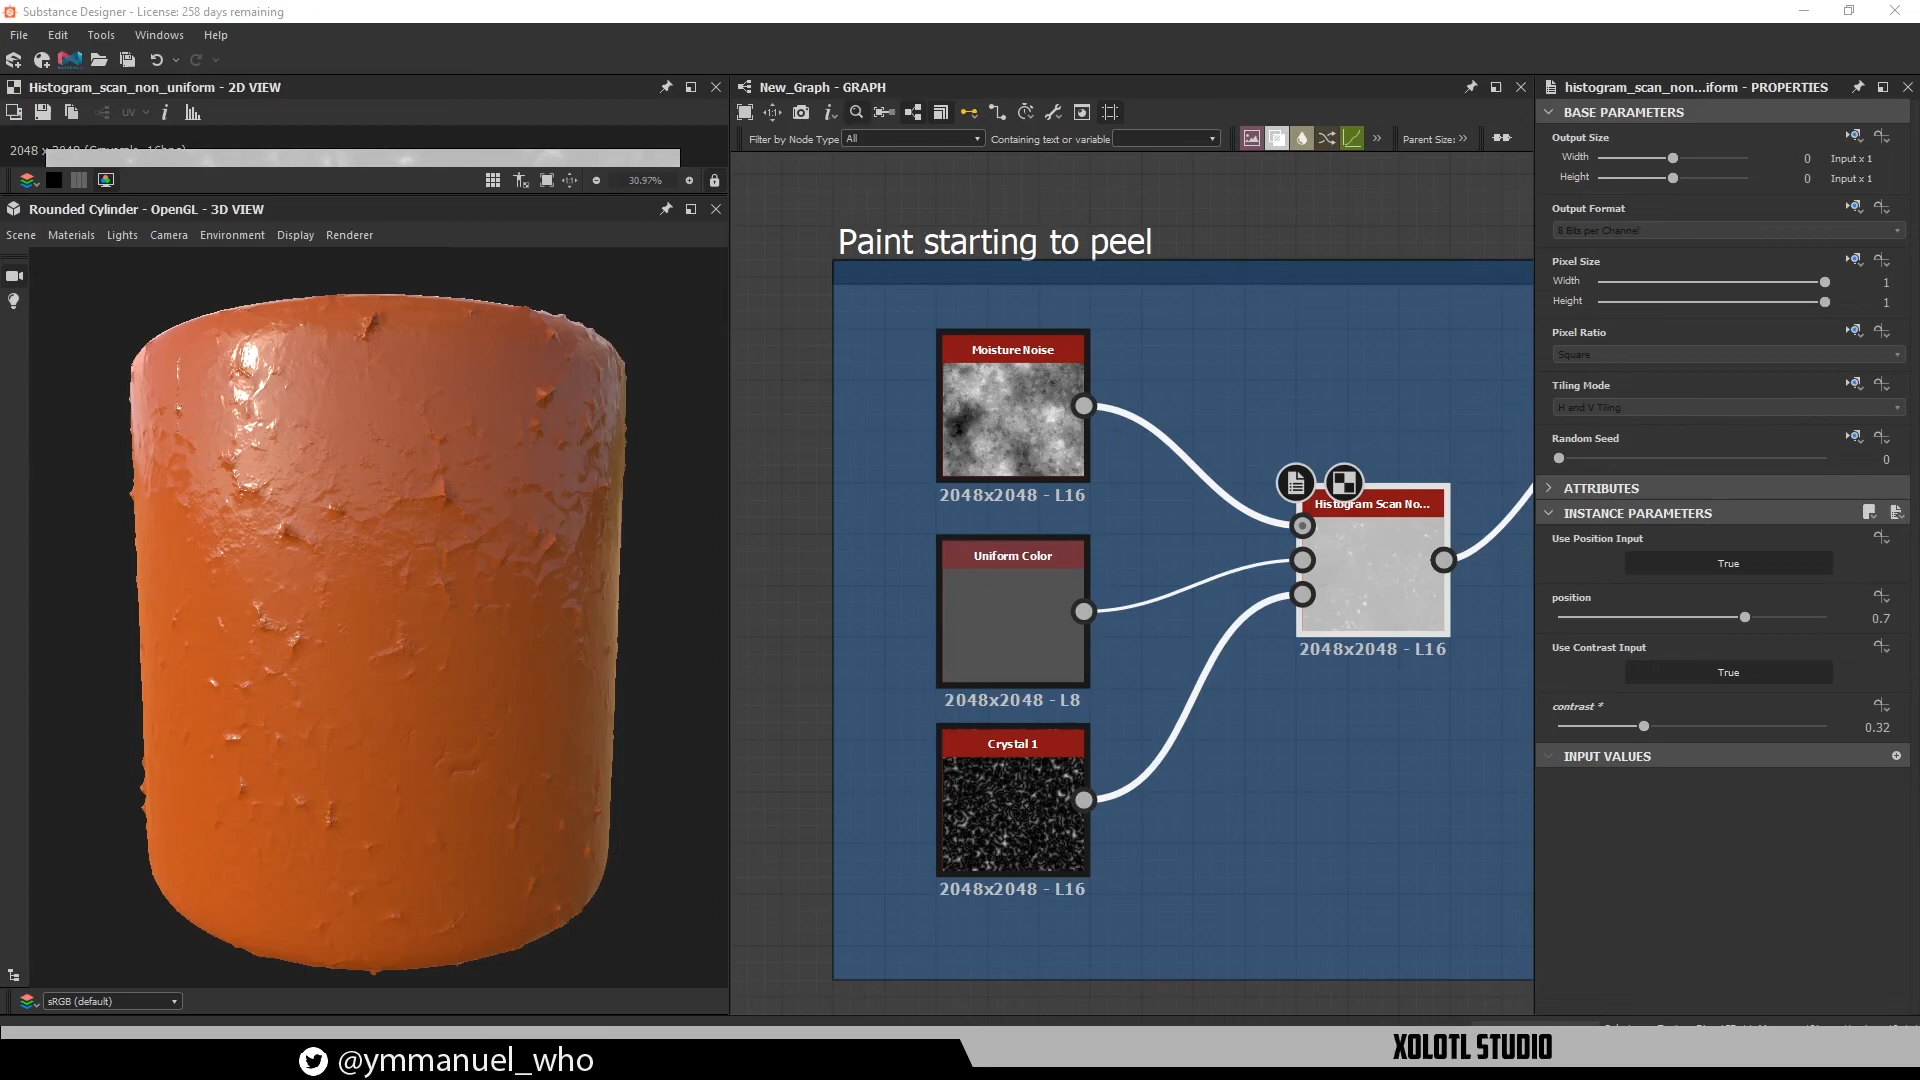 Substance Designer - License: 258 days remaining
File Edit Tools Windows Help
Histogram_scan_non_uniform - 2D VIEW
UV
30.97%
Rounded Cylinder - OpenGL - 3D VIEW
Scene Materials Lights Camera Environment Display Renderer
sRGB (default)
New_Graph - GRAPH
Filter by Node Type All Containing text or variable Parent Size:
Paint starting to peel
Moisture Noise
2048x2048 - L16
Uniform Color
2048x2048 - L8
Crystal 1
2048x2048 - L16
Histogram Scan No...
2048x2048 - L16
histogram_scan_non...iform - PROPERTIES
BASE PARAMETERS
Output Size
Width 0 Input x 1
Height 0 Input x 1
Output Format
8 Bits per Channel
Pixel Size
Width 1
Height 1
Pixel Ratio
Square
Tiling Mode
H and V Tiling
Random Seed
0
ATTRIBUTES
INSTANCE PARAMETERS
Use Position Input
True
position
0.7
Use Contrast Input
True
contrast *
0.32
INPUT VALUES
@ymmanuel_who
XOLOTL STUDIO